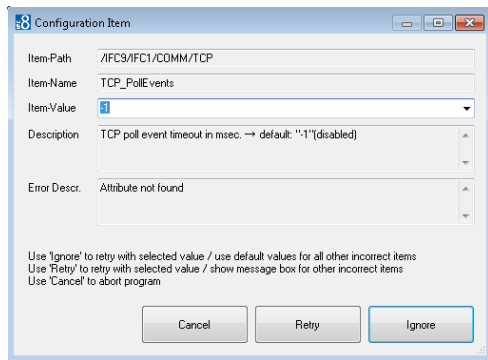 8 Configuration Item
Item-Path /IFC9/IFC1/COMM/TCP
Item-Name TCP_PollEvents
Item-Value -1
Description TCP poll event timeout in msec. → default: "-1"(disabled)
Error Descr. Attribute not found
Use 'Ignore' to retry with selected value / use default values for all other incorrect items
Use 'Retry' to retry with selected value / show message box for other incorrect items
Use 'Cancel' to abort program
Cancel Retry Ignore